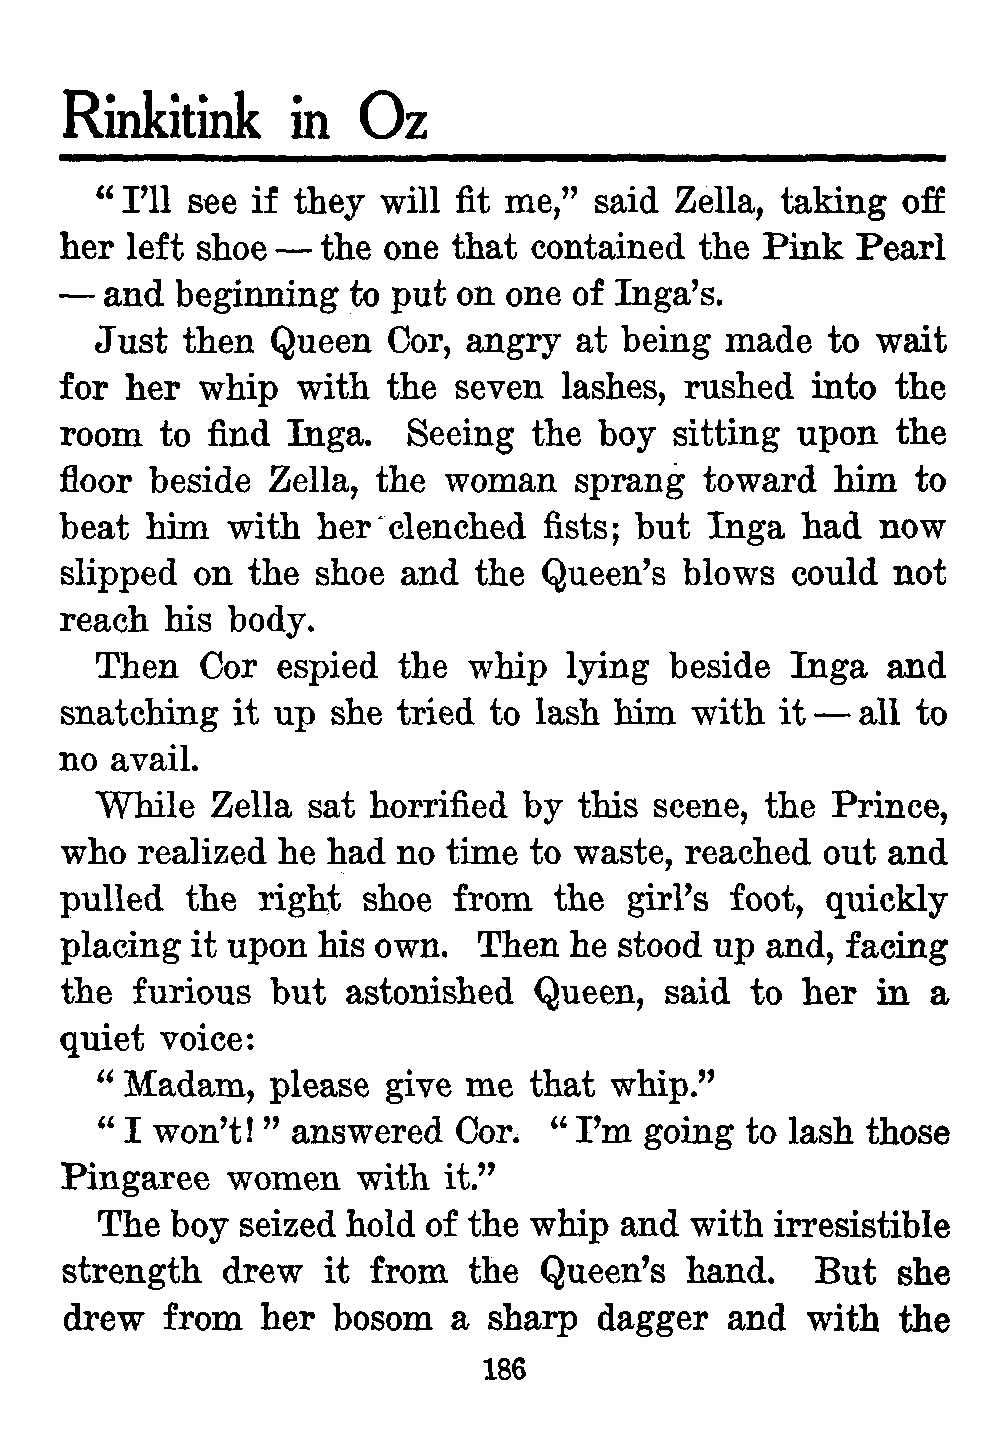 Rinkitink in Oz
“I’ll see if they will fit me,” said Zella, taking off
her left shoe — the one that contained the Pink Pearl
— and beginning to put on one of Inga’s.
Just then Queen Cor, angry at being made to wait
for her whip with the seven lashes, rushed into the
room to find Inga. Seeing the boy sitting upon the
floor beside Zella, the woman sprang toward him to
beat him with her clenched fists; but Inga had now
slipped on the shoe and the Queen’s blows could not
reach his body.
Then Cor espied the whip lying beside Inga and
snatching it up she tried to lash him with it — all to
no avail.
While Zella sat horrified by this scene, the Prince,
who realized he had no time to waste, reached out and
pulled the right shoe from the girl’s foot, quickly
placing it upon his own. Then he stood up and, facing
the furious but astonished Queen, said to her in a
quiet voice:
“Madam, please give me that whip.”
“I won’t!” answered Cor. “I’m going to lash those
Pingaree women with it.”
The boy seized hold of the whip and with irresistible
strength drew it from the Queen’s hand. But she
drew from her bosom a sharp dagger and with the
186